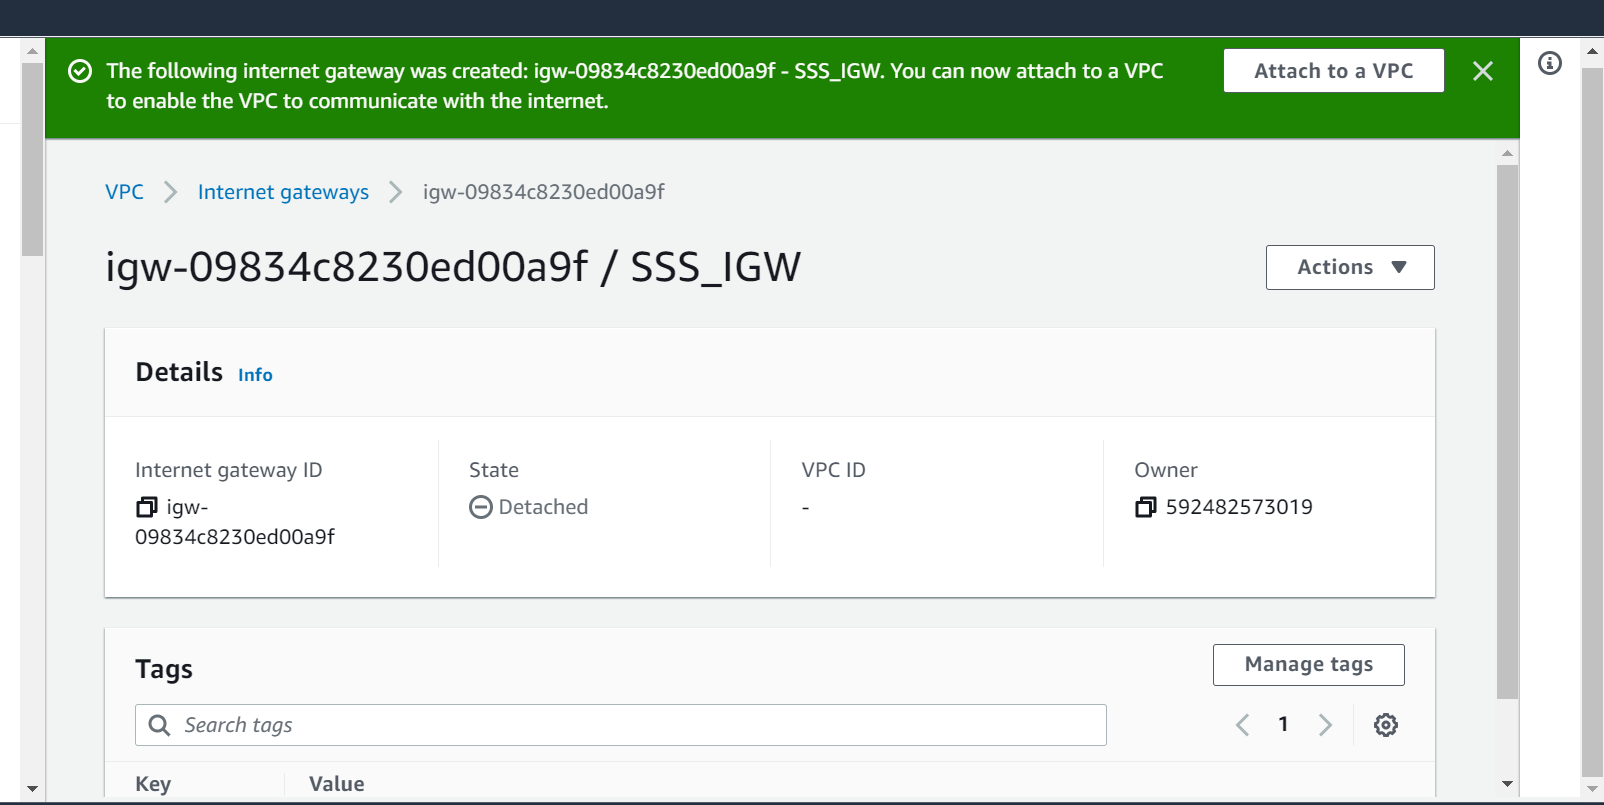 The following internet gateway was created: igw-09834c8230ed00a9f - SSS_IGW. You can now attach to a VPC
to enable the VPC to communicate with the internet.
Attach to a VPC
VPC
Internet gateways
igw-09834c8230ed00a9f
igw-09834c8230ed00a9f / SSS_IGW
Actions
Details Info
Internet gateway ID
igw-
09834c8230ed00a9f
State
Detached
VPC ID
-
Owner
592482573019
Tags
Manage tags
Search tags
1
Key
Value